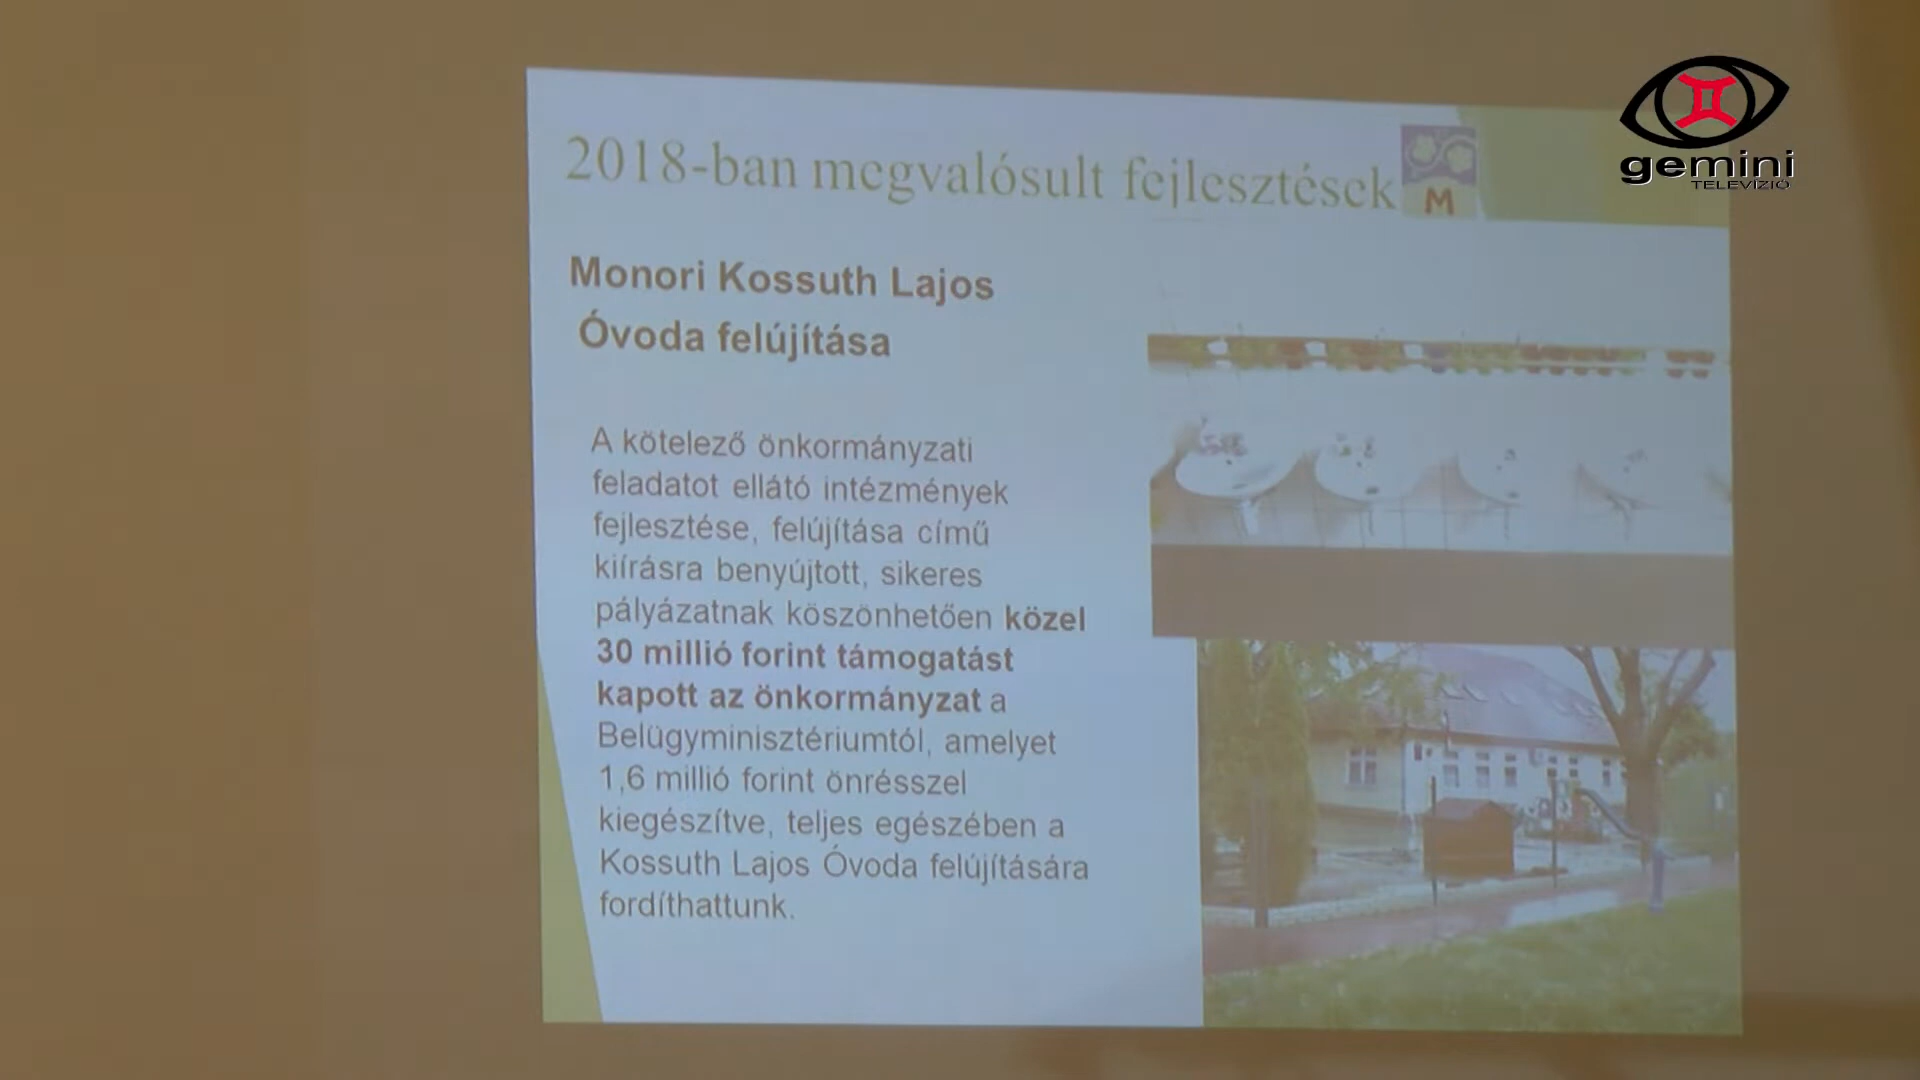 gemini
TELEVÍZIÓ
2018-ban megvalósult fejlesztések
M
Monori Kossuth Lajos
Óvoda felújítása
A kötelező önkormányzati
feladatot ellátó intézmények
fejlesztése, felújítása című
kiírásra benyújtott, sikeres
pályázatnak köszönhetően közel
30 millió forint támogatást
kapott az önkormányzat a
Belügyminisztériumtól, amelyet
1,6 millió forint önrésszel
kiegészítve, teljes egészében a
Kossuth Lajos Óvoda felújítására
fordíthattunk.